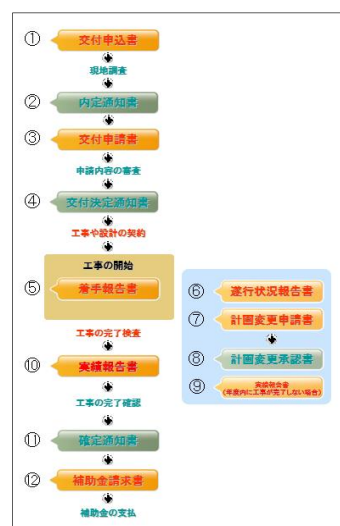 ① 交付申込書
現地調査
② 内定通知書
③ 交付申請書
申請内容の審査
④ 交付決定通知書
工事や設計の契約
工事の開始
⑤ 着手報告書
⑥ 遂行状況報告書
⑦ 計画変更申請書
⑧ 計画変更承認書
⑨ 実績報告書
(年度内に工事が完了しない場合)
工事の完了検査
⑩ 実績報告書
工事の完了確認
⑪ 確定通知書
⑫ 補助金請求書
補助金の支払